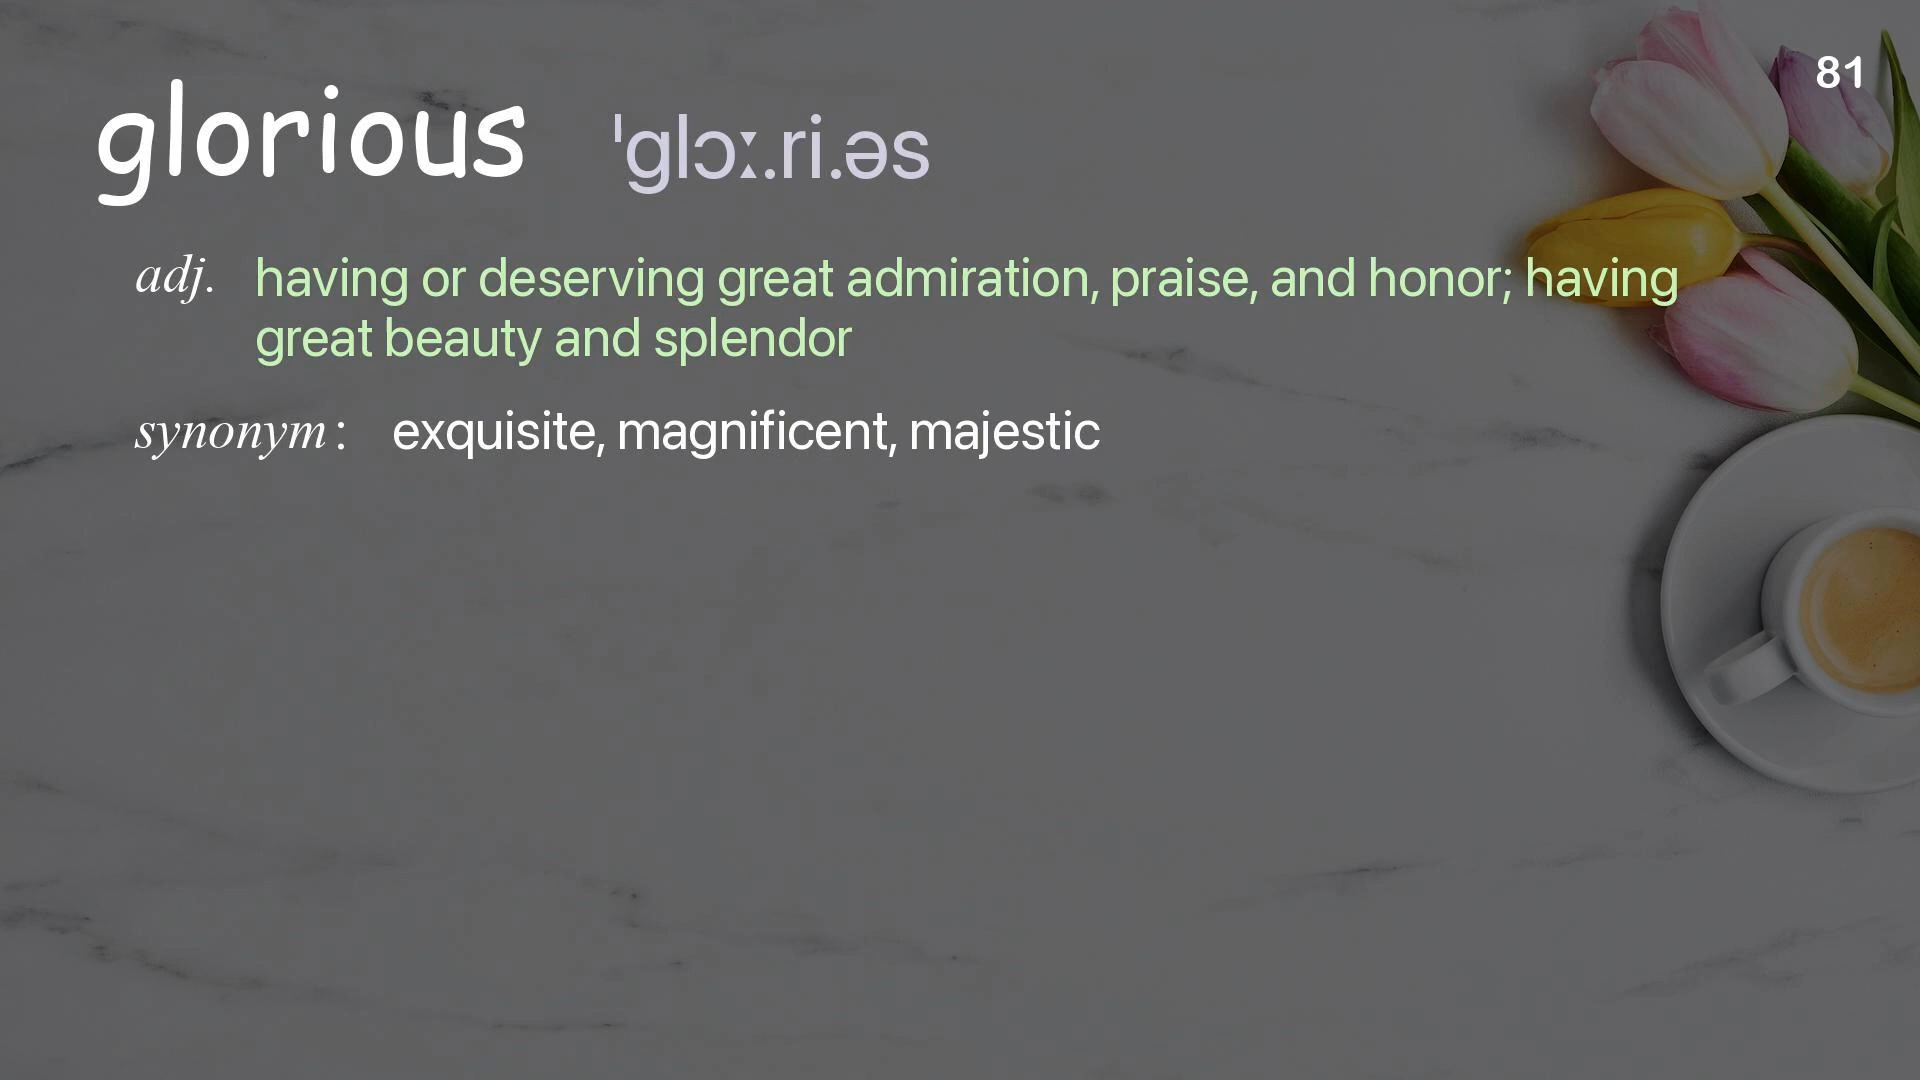 81
glorious ˈglɔː.ri.əs
adj. having or deserving great admiration, praise, and honor; having
great beauty and splendor
synonym : exquisite, magnificent, majestic